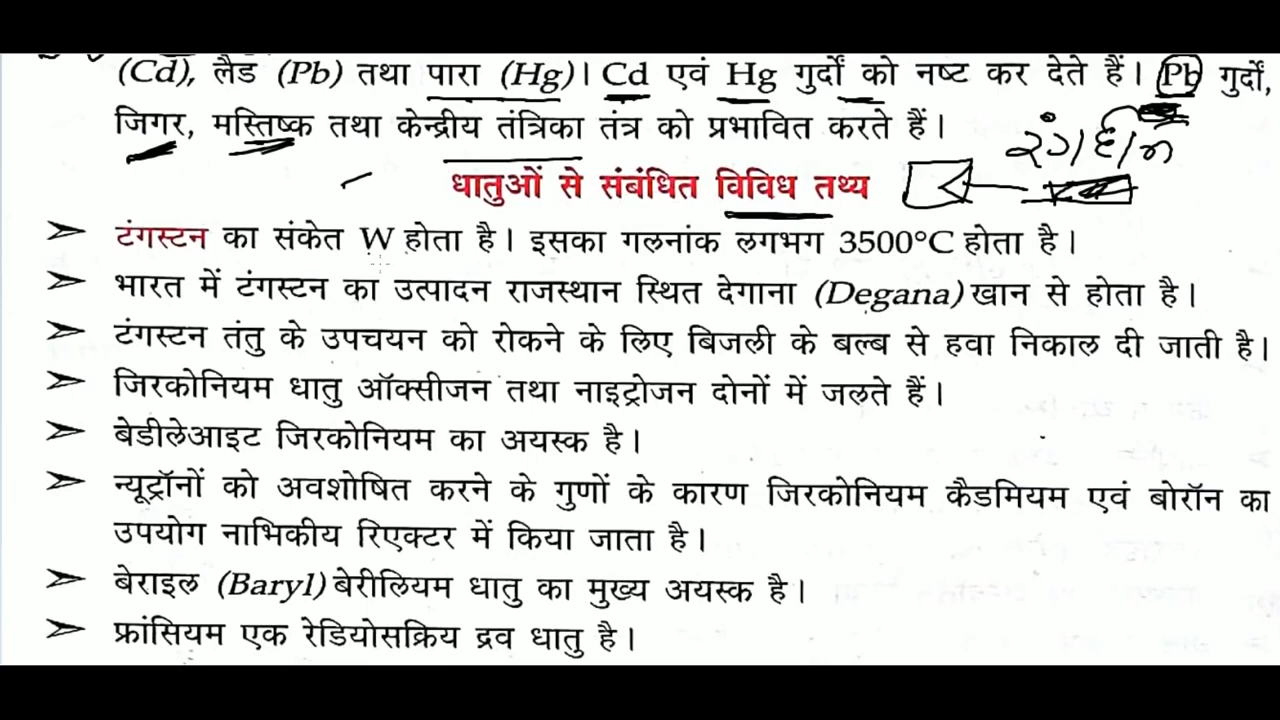 (Cd), लैड (Pb) तथा पारा (Hg)। Cd एवं Hg गुर्दों को नष्ट कर देते हैं। Pb गुर्दों,
जिगर, मस्तिष्क तथा केन्द्रीय तंत्रिका तंत्र को प्रभावित करते हैं।
रंगहीन
धातुओं से संबंधित विविध तथ्य
➢ टंगस्टन का संकेत W होता है। इसका गलनांक लगभग 3500°C होता है।
➢ भारत में टंगस्टन का उत्पादन राजस्थान स्थित देगाना (Degana) खान से होता है।
➢ टंगस्टन तंतु के उपचयन को रोकने के लिए बिजली के बल्ब से हवा निकाल दी जाती है।
➢ जिरकोनियम धातु ऑक्सीजन तथा नाइट्रोजन दोनों में जलते हैं।
➢ बेडीलेआइट जिरकोनियम का अयस्क है।
➢ न्यूट्रॉनों को अवशोषित करने के गुणों के कारण जिरकोनियम कैडमियम एवं बोरॉन का
उपयोग नाभिकीय रिएक्टर में किया जाता है।
➢ बेराइल (Baryl) बेरीलियम धातु का मुख्य अयस्क है।
➢ फ्रांसियम एक रेडियोसक्रिय द्रव धातु है।